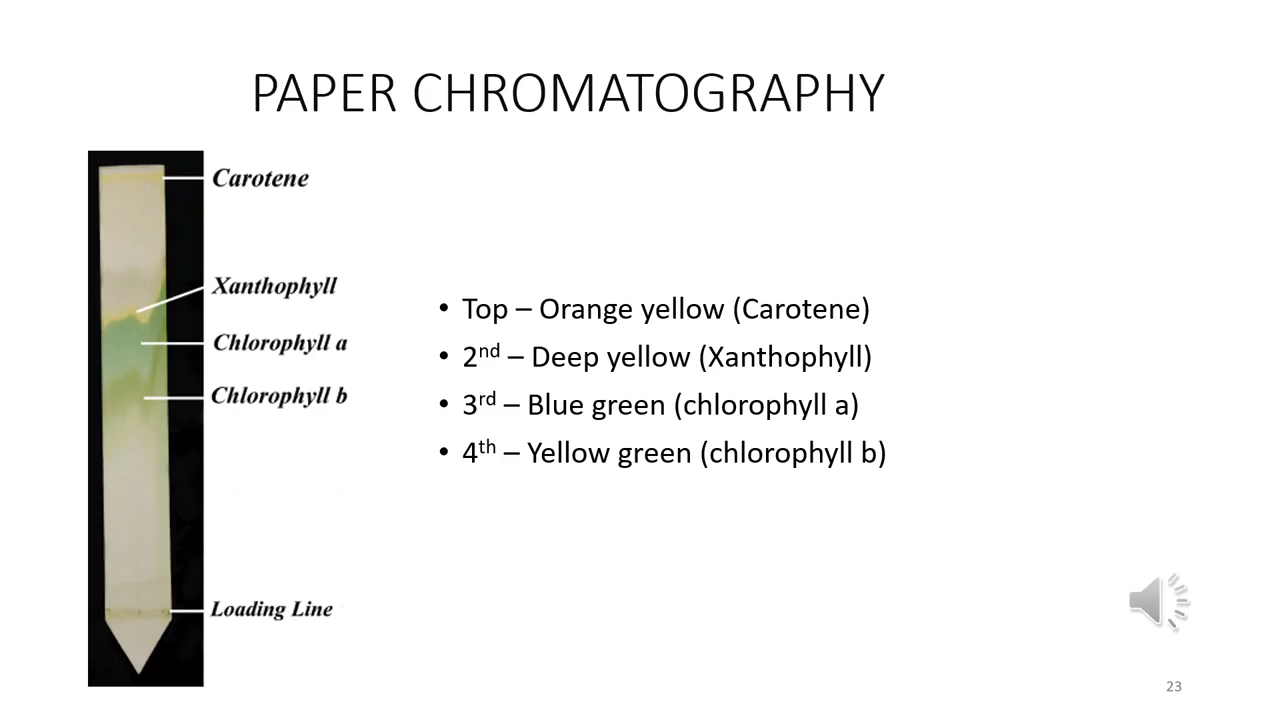 PAPER CHROMATOGRAPHY
Carotene
Xanthophyll
Chlorophyll a
Chlorophyll b
Loading Line
• Top – Orange yellow (Carotene)
• 2nd – Deep yellow (Xanthophyll)
• 3rd – Blue green (chlorophyll a)
• 4th – Yellow green (chlorophyll b)
23